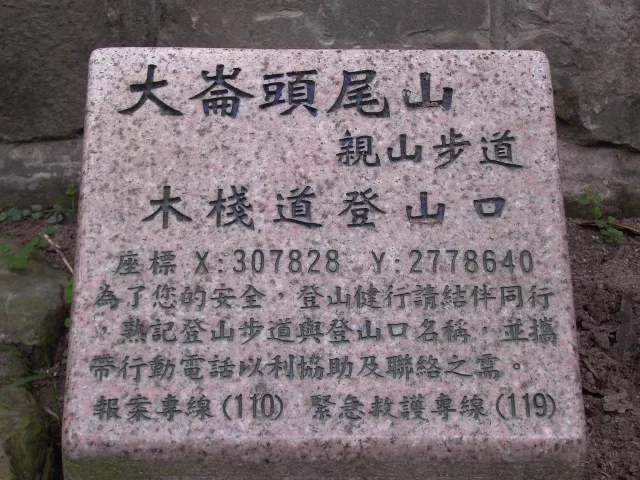 大崙頭尾山
親山步道
木棧道登山口
座標 X:307828 Y:2778640
為了您的安全，登山健行請結伴同行
，熟記登山步道與登山口名稱，並攜
帶行動電話以利協助及聯絡之需。
報案專線(110) 緊急救護專線(119)